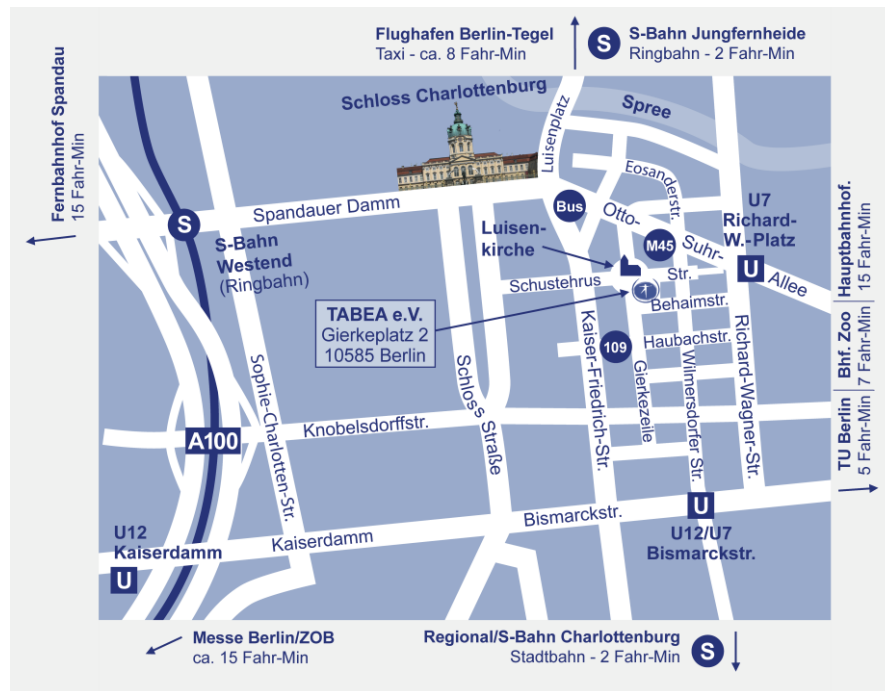 Flughafen Berlin-Tegel
Taxi - ca. 8 Fahr-Min
S
S-Bahn Jungfernheide
Ringbahn - 2 Fahr-Min
Fernbahnhof Spandau
15 Fahr-Min
Schloss Charlottenburg
Luisenplatz
Spree
Eosanderstr.
Spandauer Damm
S
S-Bahn
Westend
(Ringbahn)
Bus
Otto-
Suhr-
Allee
M45
U7
Richard-
W.-Platz
U
Luisen-
kirche
Schustehrus
Str.
Behaimstr.
TABEA e.V.
Gierkeplatz 2
10585 Berlin
109
Haubachstr.
Hauptbahnhof.
15 Fahr-Min
Bhf. Zoo
7 Fahr-Min
TU Berlin
5 Fahr-Min
Sophie-Charlotten-Str.
Schloss Straße
Kaiser-Friedrich-Str.
Gierkezeile
Wilmersdorfer Str.
Richard-Wagner-Str.
A100
Knobelsdorffstr.
Kaiserdamm
Bismarckstr.
U12
Kaiserdamm
U
U
U12/U7
Bismarckstr.
Messe Berlin/ZOB
ca. 15 Fahr-Min
Regional/S-Bahn Charlottenburg
Stadtbahn - 2 Fahr-Min
S